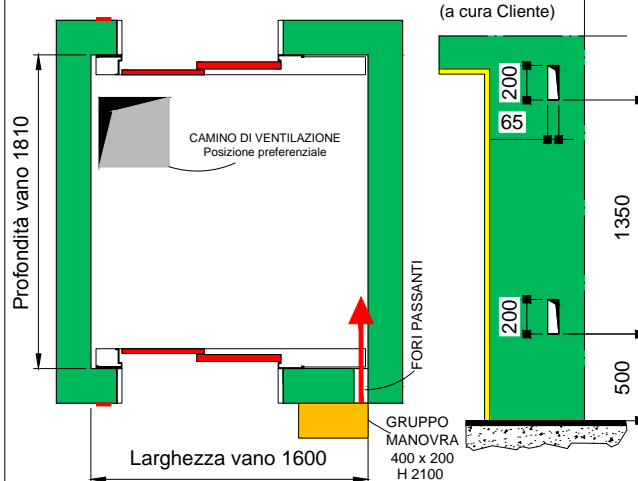 (a cura Cliente)
Profondità vano 1810
CAMINO DI VENTILAZIONE
Posizione preferenziale
FORI PASSANTI
GRUPPO
MANOVRA
400 x 200
H 2100
Larghezza vano 1600
200
65
1350
200
500